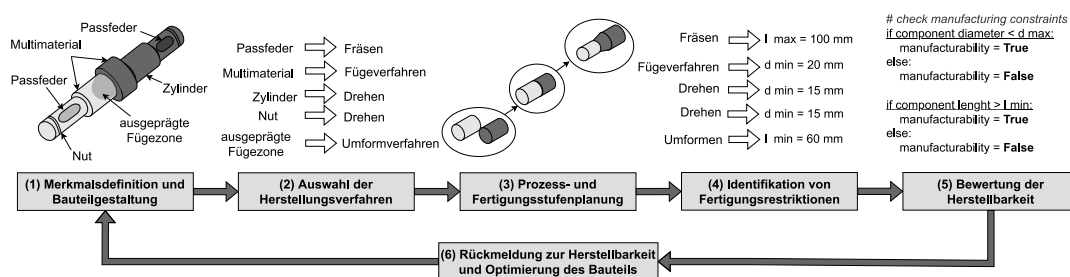 Passfeder
Multimaterial
Passfeder
Zylinder
ausgeprägte
Fügezone
Nut
Passfeder Fräsen
Multimaterial Fügeverfahren
Zylinder Drehen
Nut Drehen
ausgeprägte
Fügezone Umformverfahren
Fräsen l max = 100 mm
Fügeverfahren d min = 20 mm
Drehen d min = 15 mm
Drehen d min = 15 mm
Umformen l min = 60 mm
# check manufacturing constraints
if component diameter < d max:
manufacturability = True
else:
manufacturability = False
if component lenght > l min:
manufacturability = True
else:
manufacturability = False
(1) Merkmalsdefinition und
Bauteilgestaltung
(2) Auswahl der
Herstellungsverfahren
(3) Prozess- und
Fertigungsstufenplanung
(4) Identifikation von
Fertigungsrestriktionen
(5) Bewertung der
Herstellbarkeit
(6) Rückmeldung zur Herstellbarkeit
und Optimierung des Bauteils